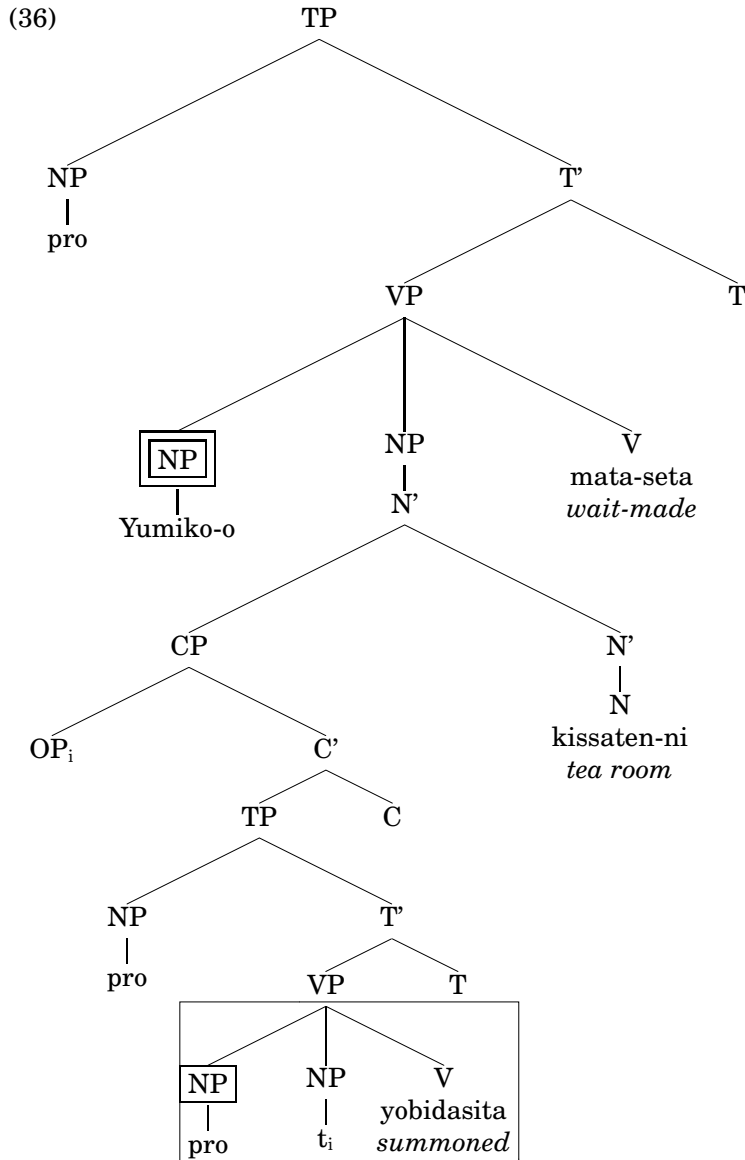 (36) TP
NP T'
pro
VP T
NP NP V
mata-seta
wait-made
Yumiko-o N'
CP N'
N
OPi C' kissaten-ni
tea room
TP C
NP T'
pro VP T
NP NP V
yobidasita
pro ti summoned